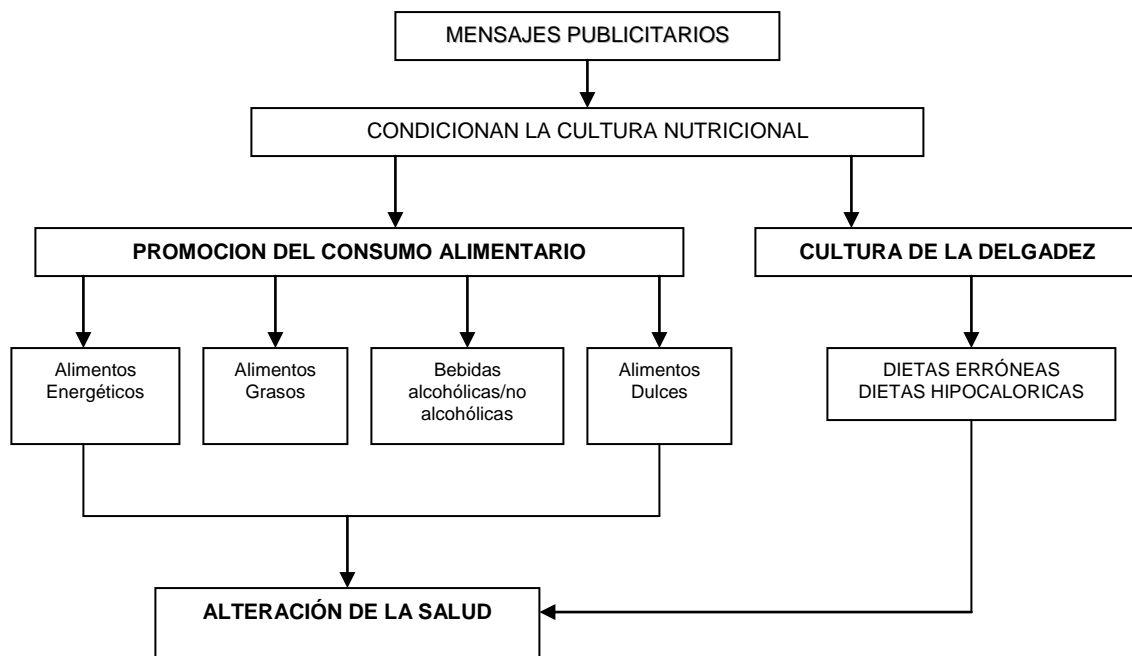 MENSAJES PUBLICITARIOS
CONDICIONAN LA CULTURA NUTRICIONAL
PROMOCION DEL CONSUMO ALIMENTARIO
CULTURA DE LA DELGADEZ
Alimentos
Energéticos
Alimentos
Grasos
Bebidas
alcohólicas/no
alcohólicas
Alimentos
Dulces
DIETAS ERRÓNEAS
DIETAS HIPOCALORICAS
ALTERACIÓN DE LA SALUD